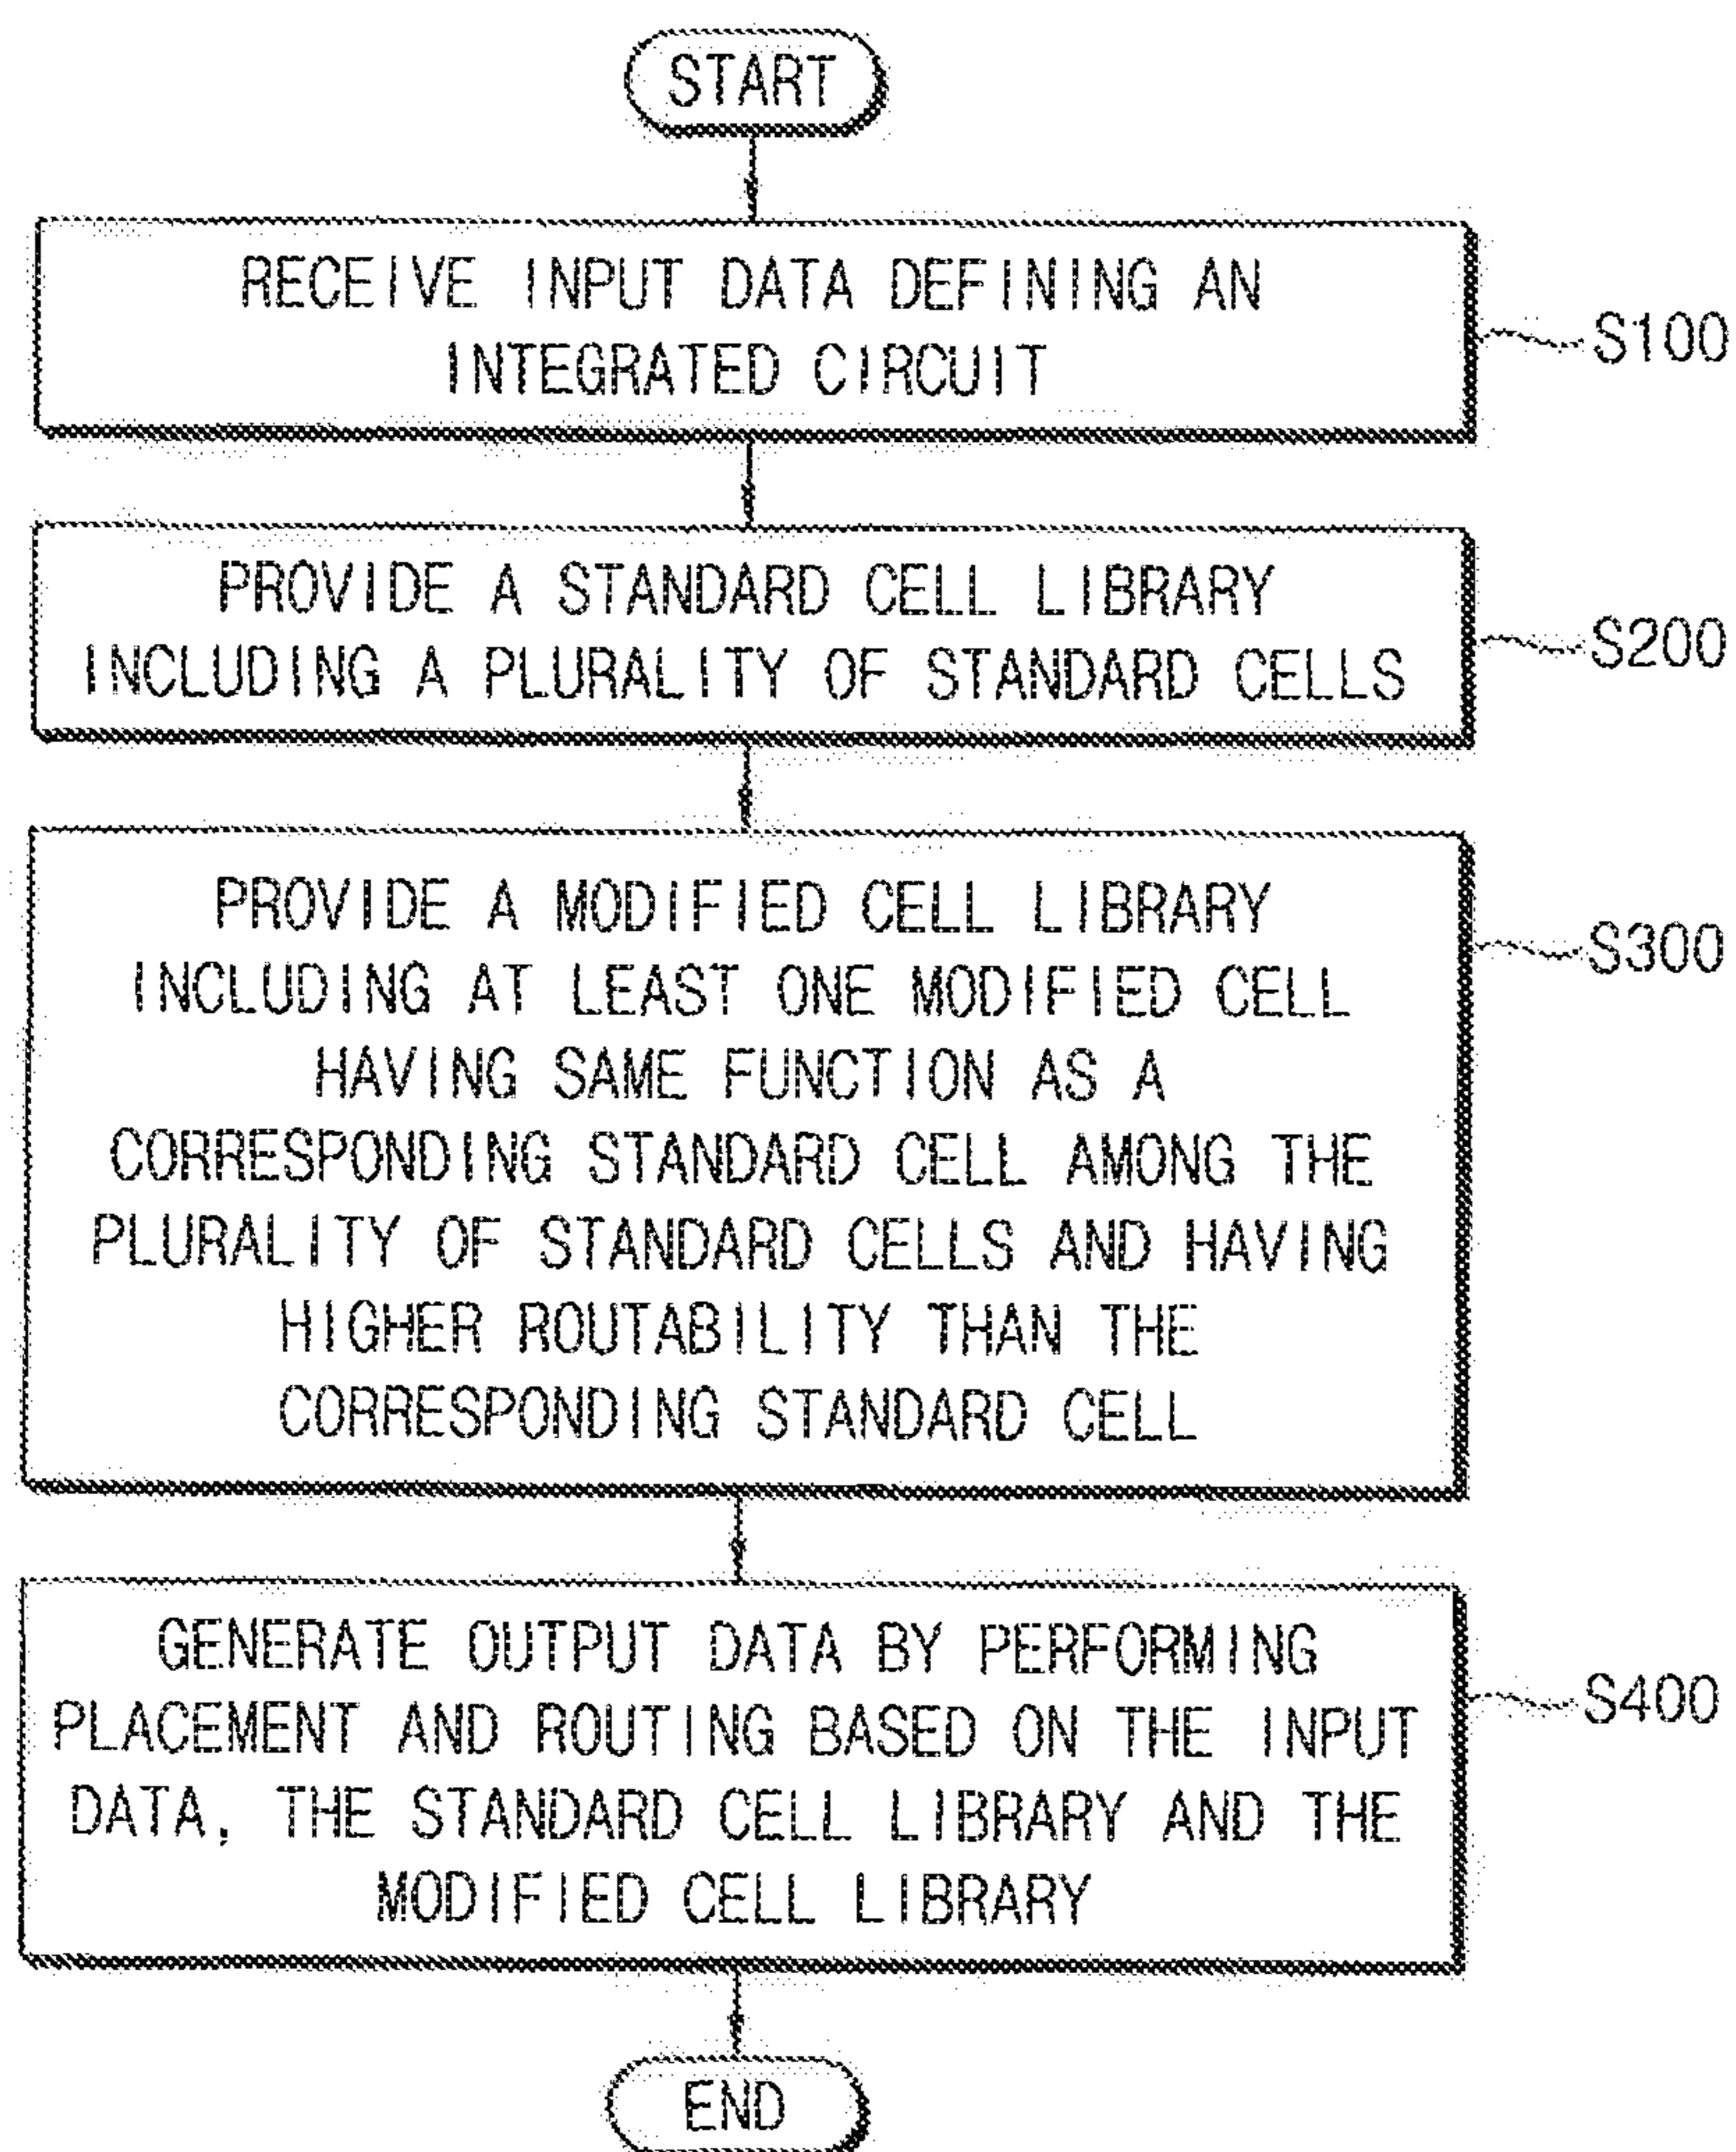 START
RECEIVE INPUT DATA DEFINING AN
INTEGRATED CIRCUIT
S100
PROVIDE A STANDARD CELL LIBRARY
INCLUDING A PLURALITY OF STANDARD CELLS
S200
PROVIDE A MODIFIED CELL LIBRARY
INCLUDING AT LEAST ONE MODIFIED CELL
HAVING SAME FUNCTION AS A
CORRESPONDING STANDARD CELL AMONG THE
PLURALITY OF STANDARD CELLS AND HAVING
HIGHER ROUTABILITY THAN THE
CORRESPONDING STANDARD CELL
S300
GENERATE OUTPUT DATA BY PERFORMING
PLACEMENT AND ROUTING BASED ON THE INPUT
DATA, THE STANDARD CELL LIBRARY AND THE
MODIFIED CELL LIBRARY
S400
END